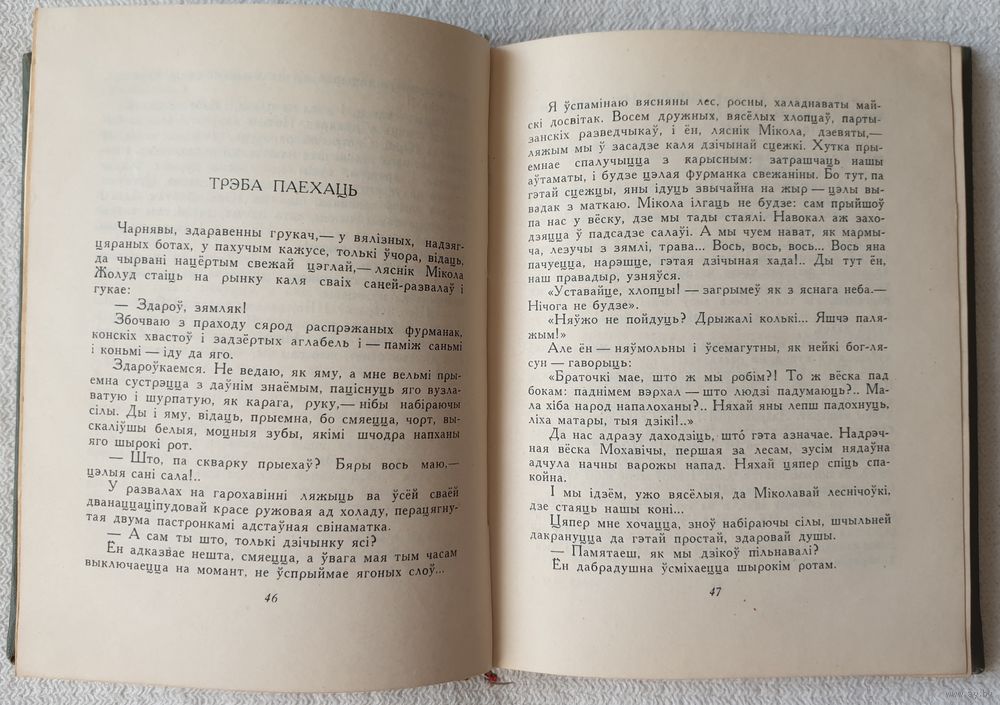 ТРЭБА ПАЕХАЦЬ
Чарнявы, здаравенны грукач,— у вялізных, надзяг-
цяраных ботах, у пахучым кажусе, толькі ўчора, відаць,
да чырвані нацёртым свежай цэглай,— ляснік Мікола
Жолуд стаіць на рынку каля сваіх саней-развалаў і
гукае:
— Здароў, зямляк!
Збочваю з праходу сярод распрэжаных фурманак,
конскіх хвастоў і задзёртых аглабель і — паміж саньмі
і коньмі — іду да яго.
Здароўкаемся. Не ведаю, як яму, а мне вельмі пры-
емна сустрэцца з даўнім знаёмым, паціснуць яго вузла-
ватую і шурпатую, як карага, руку,— нібы набіраючы
сілы. Ды і яму, відаць, прыемна, бо смяецца, чорт, вы-
скаліўшы белыя, моцныя зубы, якімі шчодра напханы
яго шырокі рот.
— Што, па скварку прыехаў? Бяры вось маю,—
цэлыя сані сала!..
У развалах на гарохавінні ляжыць ва ўсёй сваёй
дванаццаціпудовай красе ружовая ад холаду, перацягну-
тая двума пастронкамі адстаўная свінаматка.
— А сам ты што, толькі дзічынку ясі?
Ён адказвае нешта, смяецца, а ўвага мая тым часам
выключаецца на момант, не ўспрыймае ягоных слоў...
46
Я ўспамінаю вясняны лес, росны, халаднаваты май-
скі досвітак. Восем дружных, вясёлых хлопцаў, парты-
занскіх разведчыкаў, і ён, ляснік Мікола, дзевяты,—
ляжым мы ў засадзе каля дзічынай сцежкі. Хутка пры-
емнае спалучыцца з карысным: затрашчаць нашы
аўтаматы, і будзе цэлая фурманка свежаніны. Бо тут, па
гэтай сцежцы, яны ідуць звычайна на жыр — цэлы вы-
вадак з маткаю. Мікола ілгаць не будзе: сам прыйшоў
па нас у вёску, дзе мы тады стаялі. Навокал аж захо-
дзяцца ў падсадзе салаўі. А мы чуем нават, як мармы-
ча, лезучы з зямлі, трава... Вось, вось, вось... Вось яна
пачуецца, нарэшце, гэтая дзічыная хада!.. Ды тут ён,
наш правадыр, узняўся.
«Уставайце, хлопцы! — загрымеў як з яснага неба.—
Нічога не будзе».
«Няўжо не пойдуць? Дрыжалі колькі... Яшчэ паля-
жым!»
Але ён — няўмольны і ўсемагутны, як нейкі бог-ля-
сун — гаворыць:
«Браточкі мае, што ж мы робім?! То ж вёска пад
бокам: паднімем вэрхал — што людзі падумаюць?.. Ма-
ла хіба народ напалоханы?.. Няхай яны лепш падохнуць,
ліха матары, тыя дзікі!..»
Да нас адразу даходзіць, што́ гэта азначае. Надрэч-
ная вёска Мохавічы, першая за лесам, зусім нядаўна
адчула начны варожы напад. Няхай цяпер спіць спа-
койна.
І мы ідзём, ужо вясёлыя, да Міколавай леснічоўкі,
дзе стаяць нашы коні...
Цяпер мне хочацца, зноў набіраючы сілы, шчыльней
дакрануцца да гэтай простай, здаровай душы.
— Памятаеш, як мы дзікоў пільнавалі?
Ён дабрадушна ўсміхаецца шырокім ротам.
47
www.ay.by